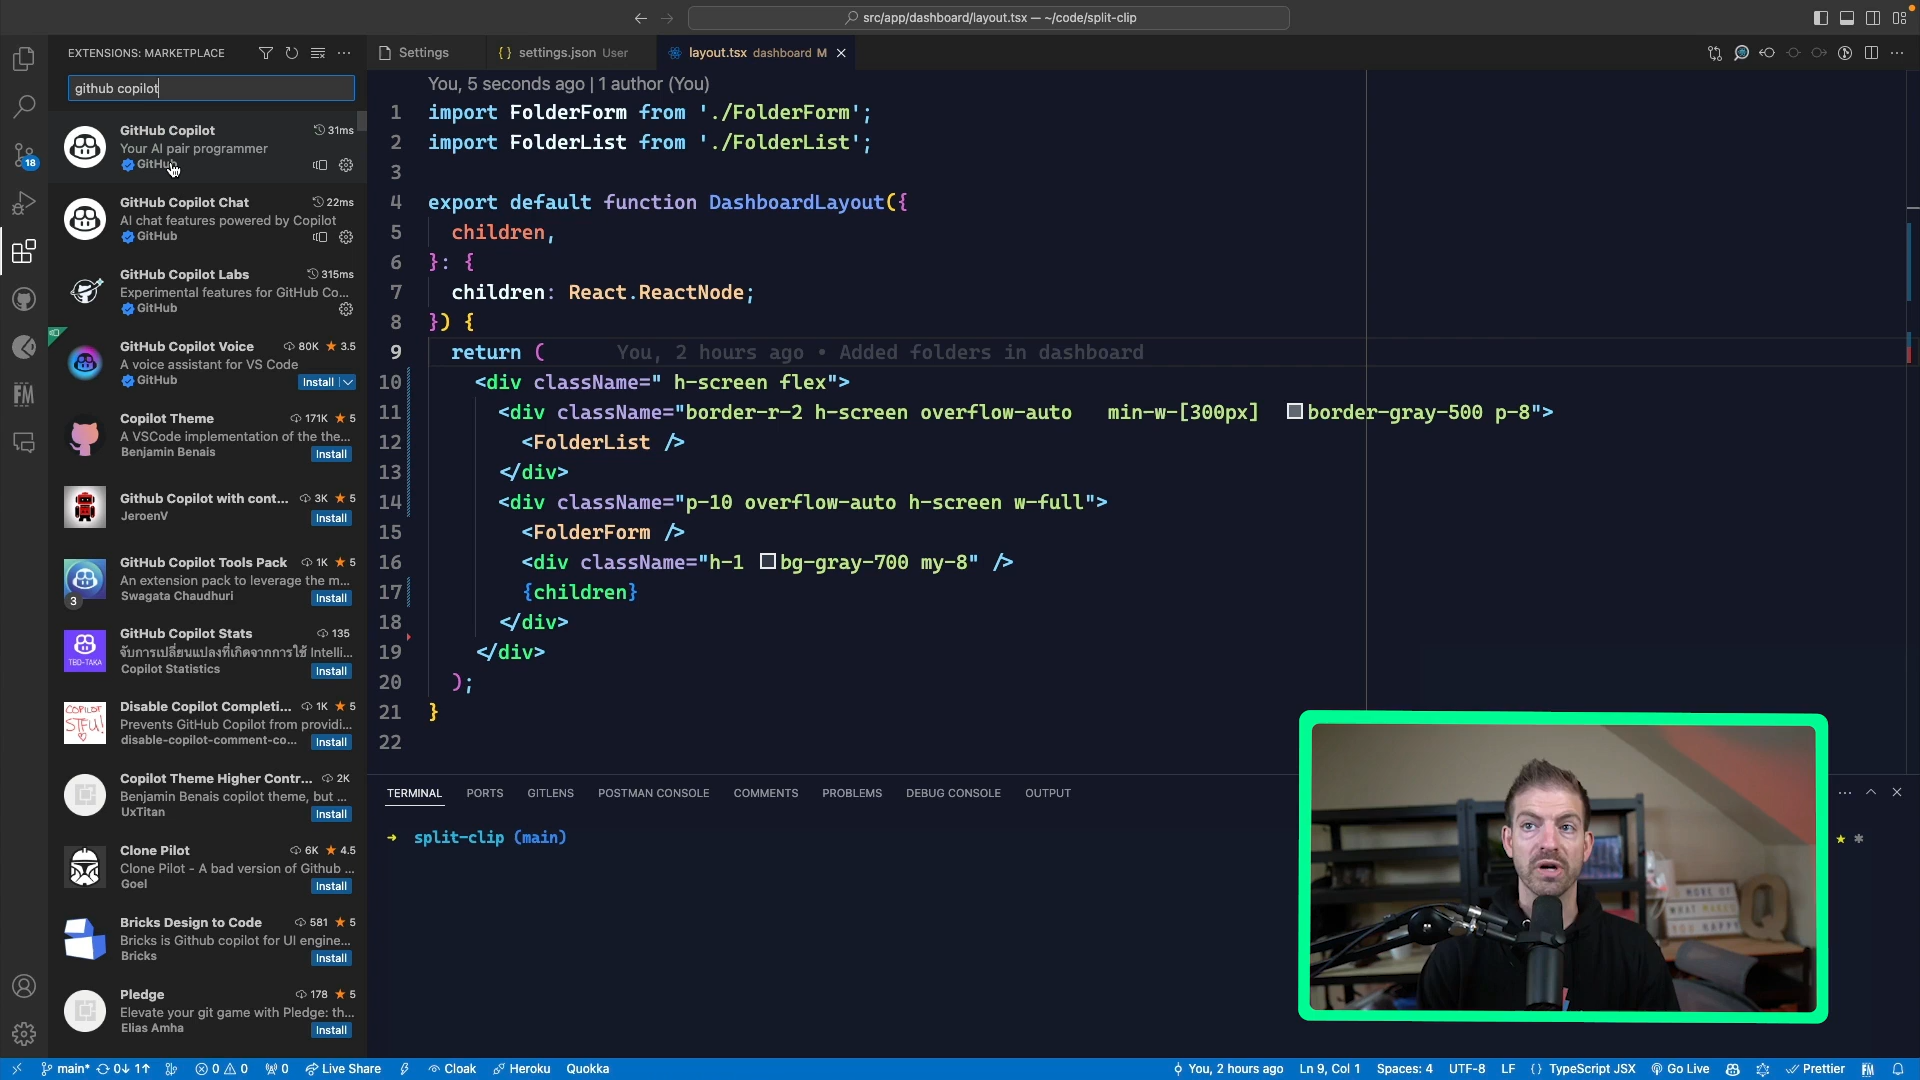 src/app/dashboard/layout.tsx — ~/code/split-clip
EXTENSIONS: MARKETPLACE
Settings
settings.json User
layout.tsx dashboard M
github copilot
GitHub Copilot 31ms
Your AI pair programmer
GitHub
GitHub Copilot Chat 22ms
AI chat features powered by Copilot
GitHub
GitHub Copilot Labs 315ms
Experimental features for GitHub Co...
GitHub
GitHub Copilot Voice 80K 3.5
A voice assistant for VS Code
GitHub Install
Copilot Theme 171K 5
A VSCode implementation of the the...
Benjamin Benais Install
Github Copilot with cont... 3K 5
JeroenV Install
GitHub Copilot Tools Pack 1K 5
An extension pack to leverage the m...
Swagata Chaudhuri Install
3
GitHub Copilot Stats 135
จับการเปลี่ยนแปลงที่เกิดจากการใช้ Intelli...
Copilot Statistics Install
TBD-TAKA
Disable Copilot Completi... 1K 5
Prevents GitHub Copilot from providi...
disable-copilot-comment-co... Install
COPILOT
STFU!
Copilot Theme Higher Contr... 2K
Benjamin Benais copilot theme, but ...
UxTitan Install
Clone Pilot 6K 4.5
Clone Pilot - A bad version of Github ...
Goel Install
Bricks Design to Code 581 5
Bricks is Github copilot for UI engine...
Bricks Install
Pledge 178 5
Elevate your git game with Pledge: th...
Elias Amha Install
18
FM
You, 5 seconds ago | 1 author (You)
1 import FolderForm from './FolderForm';
2 import FolderList from './FolderList';
3
4 export default function DashboardLayout({
5 children,
6 }: {
7 children: React.ReactNode;
8 }) {
9 return ( You, 2 hours ago • Added folders in dashboard
10 <div className=" h-screen flex">
11 <div className="border-r-2 h-screen overflow-auto min-w-[300px] border-gray-500 p-8">
12 <FolderList />
13 </div>
14 <div className="p-10 overflow-auto h-screen w-full">
15 <FolderForm />
16 <div className="h-1 bg-gray-700 my-8" />
17 {children}
18 </div>
19 </div>
20 );
21 }
22
TERMINAL PORTS GITLENS POSTMAN CONSOLE COMMENTS PROBLEMS DEBUG CONSOLE OUTPUT
→ split-clip (main)
MORE OF
WHAT MAKES
YOU HAPPY
main* 0↓ 1↑ 0 0 0 Live Share Cloak Heroku Quokka
You, 2 hours ago Ln 9, Col 1 Spaces: 4 UTF-8 LF {} TypeScript JSX Go Live Prettier FM